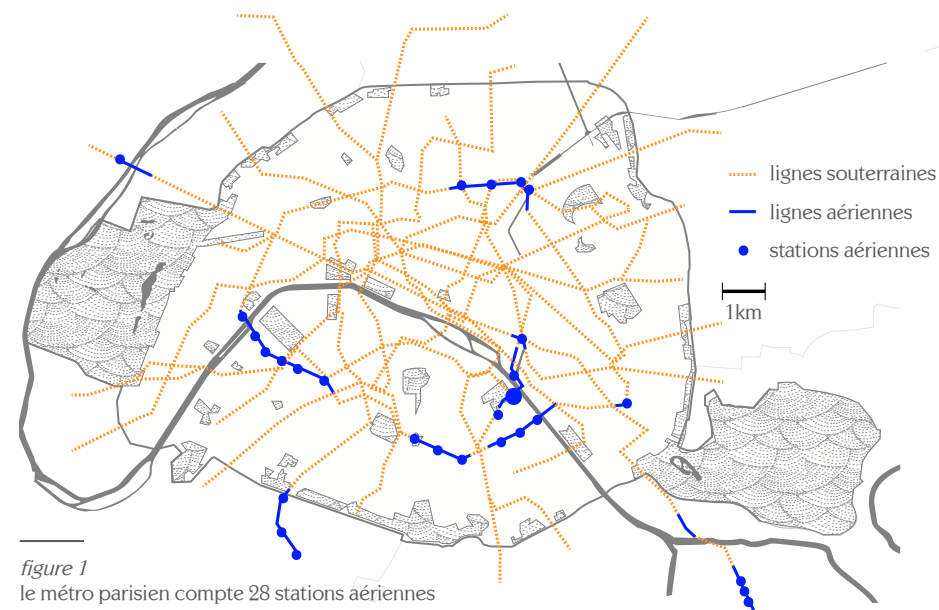 lignes souterraines
lignes aériennes
stations aériennes
1km
figure 1
le métro parisien compte 28 stations aériennes